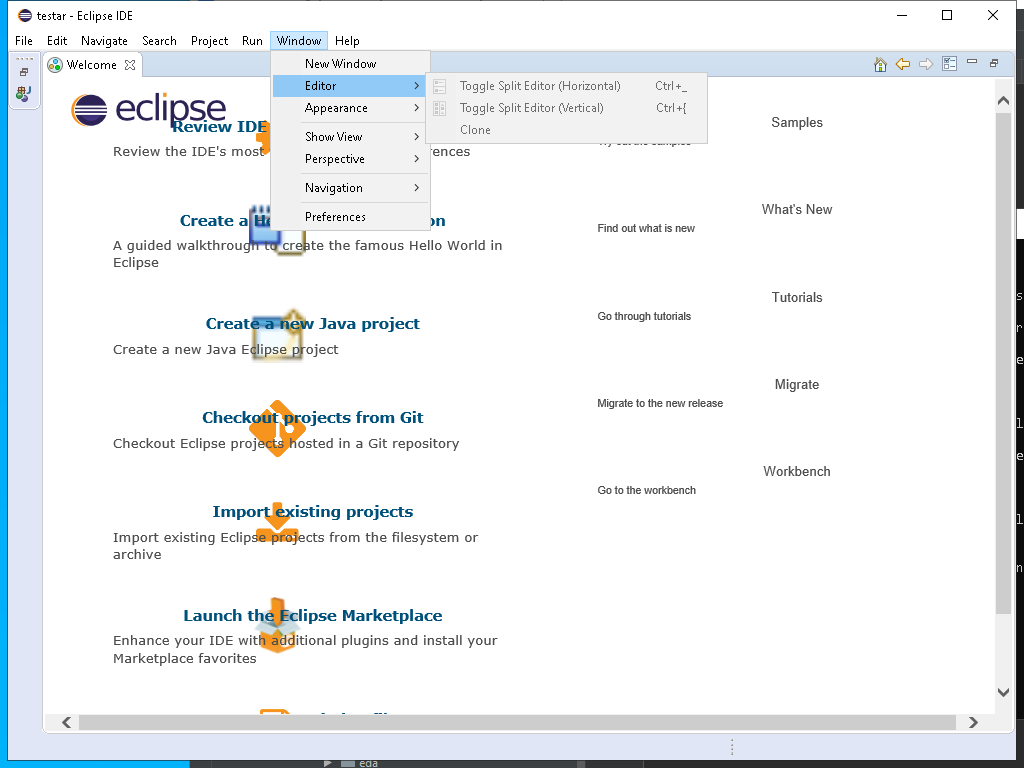 testar - Eclipse IDE
File Edit Navigate Search Project Run Window Help
Welcome
New Window
Editor
Appearance
Show View
Perspective
Navigation
Preferences
Toggle Split Editor (Horizontal) Ctrl+_
Toggle Split Editor (Vertical) Ctrl+{
Clone
eclipse
Review IDE
Review the IDE's most
Create a He
on
A guided walkthrough to create the famous Hello World in
Eclipse
Create a new Java project
Create a new Java Eclipse project
Checkout projects from Git
Checkout Eclipse projects hosted in a Git repository
Import existing projects
Import existing Eclipse projects from the filesystem or
archive
Launch the Eclipse Marketplace
Enhance your IDE with additional plugins and install your
Marketplace favorites
Samples
What's New
Find out what is new
Tutorials
Go through tutorials
Migrate
Migrate to the new release
Workbench
Go to the workbench
eda